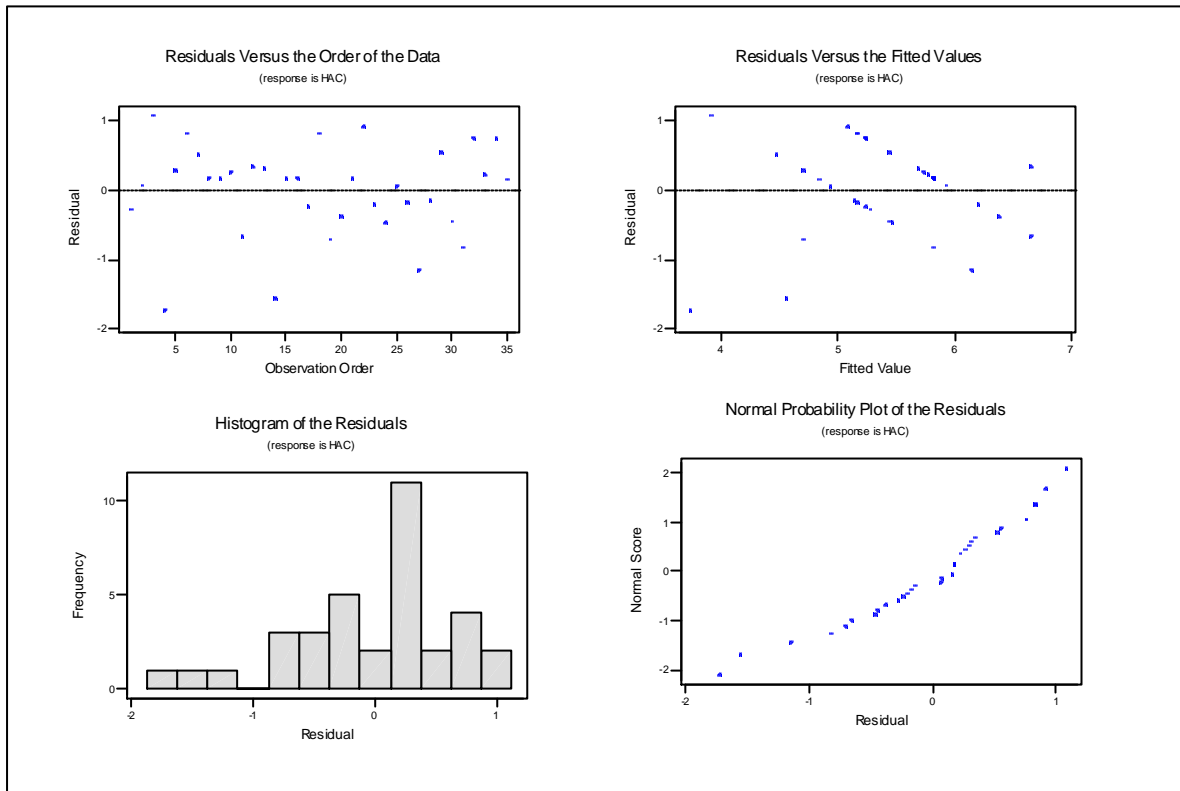 Residuals Versus the Order of the Data
(response is HAC)
1
0
-1
-2
Residual
5 10 15 20 25 30 35
Observation Order
Residuals Versus the Fitted Values
(response is HAC)
1
0
-1
-2
Residual
4 5 6 7
Fitted Value
Histogram of the Residuals
(response is HAC)
10
5
0
Frequency
-2 -1 0 1
Residual
Normal Probability Plot of the Residuals
(response is HAC)
2
1
0
-1
-2
Normal Score
-2 -1 0 1
Residual